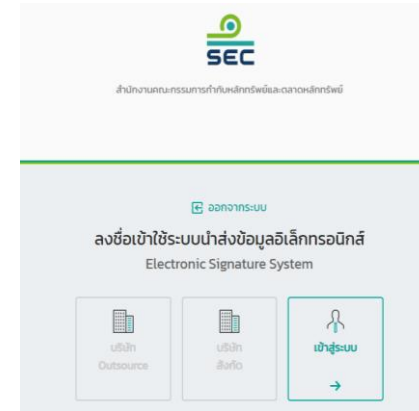 SEC
สำนักงานคณะกรรมการกำกับหลักทรัพย์และตลาดหลักทรัพย์
ออกจากระบบ
ลงชื่อเข้าใช้ระบบนำส่งข้อมูลอิเล็กทรอนิกส์
Electronic Signature System
บริษัท
Outsource
บริษัท
สังกัด
เข้าสู่ระบบ